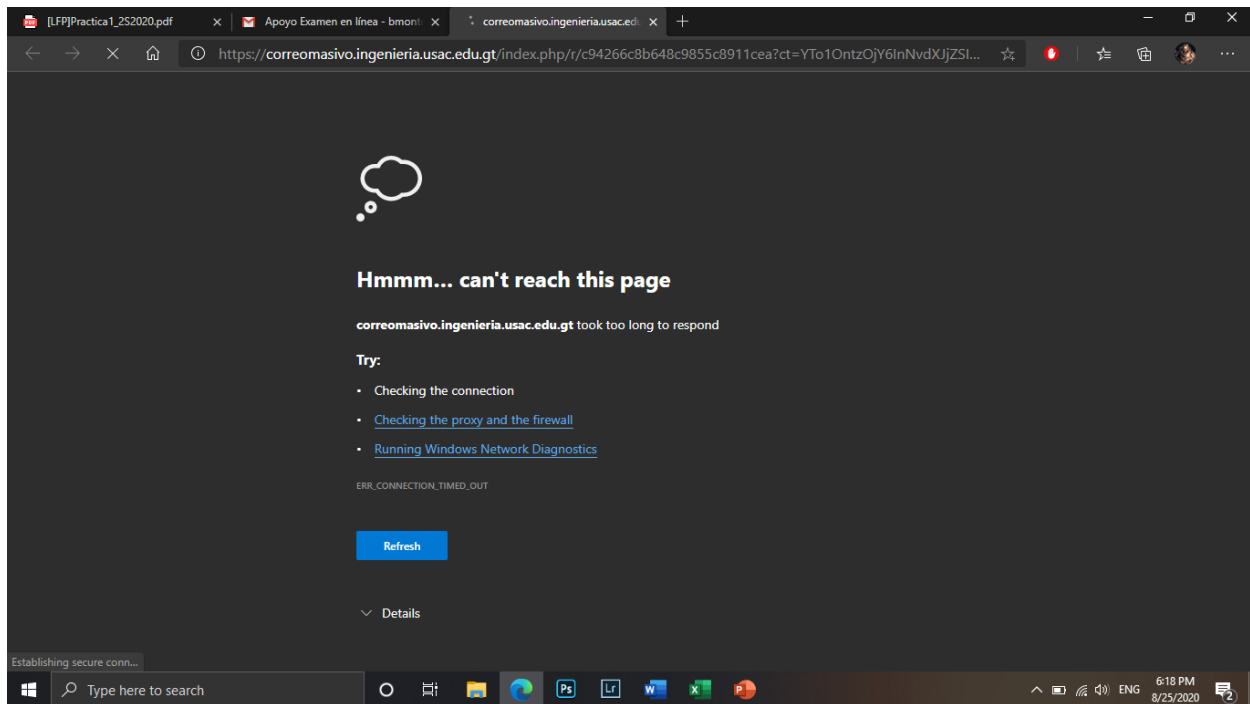 [LFP]Practica1_2S2020.pdf
Apoyo Examen en línea - bmont
correomasivo.ingenieria.usac.edu
https://correomasivo.ingenieria.usac.edu.gt/index.php/r/c94266c8b648c9855c8911cea?ct=YTo1OntzOjY6InNvdXJjZSI...
Hmmm... can't reach this page
correomasivo.ingenieria.usac.edu.gt took too long to respond
Try:
• Checking the connection
• Checking the proxy and the firewall
• Running Windows Network Diagnostics
ERR_CONNECTION_TIMED_OUT
Refresh
Details
Establishing secure conn...
Type here to search
Ps
Lr
W
X
P
ENG
6:18 PM
8/25/2020
2